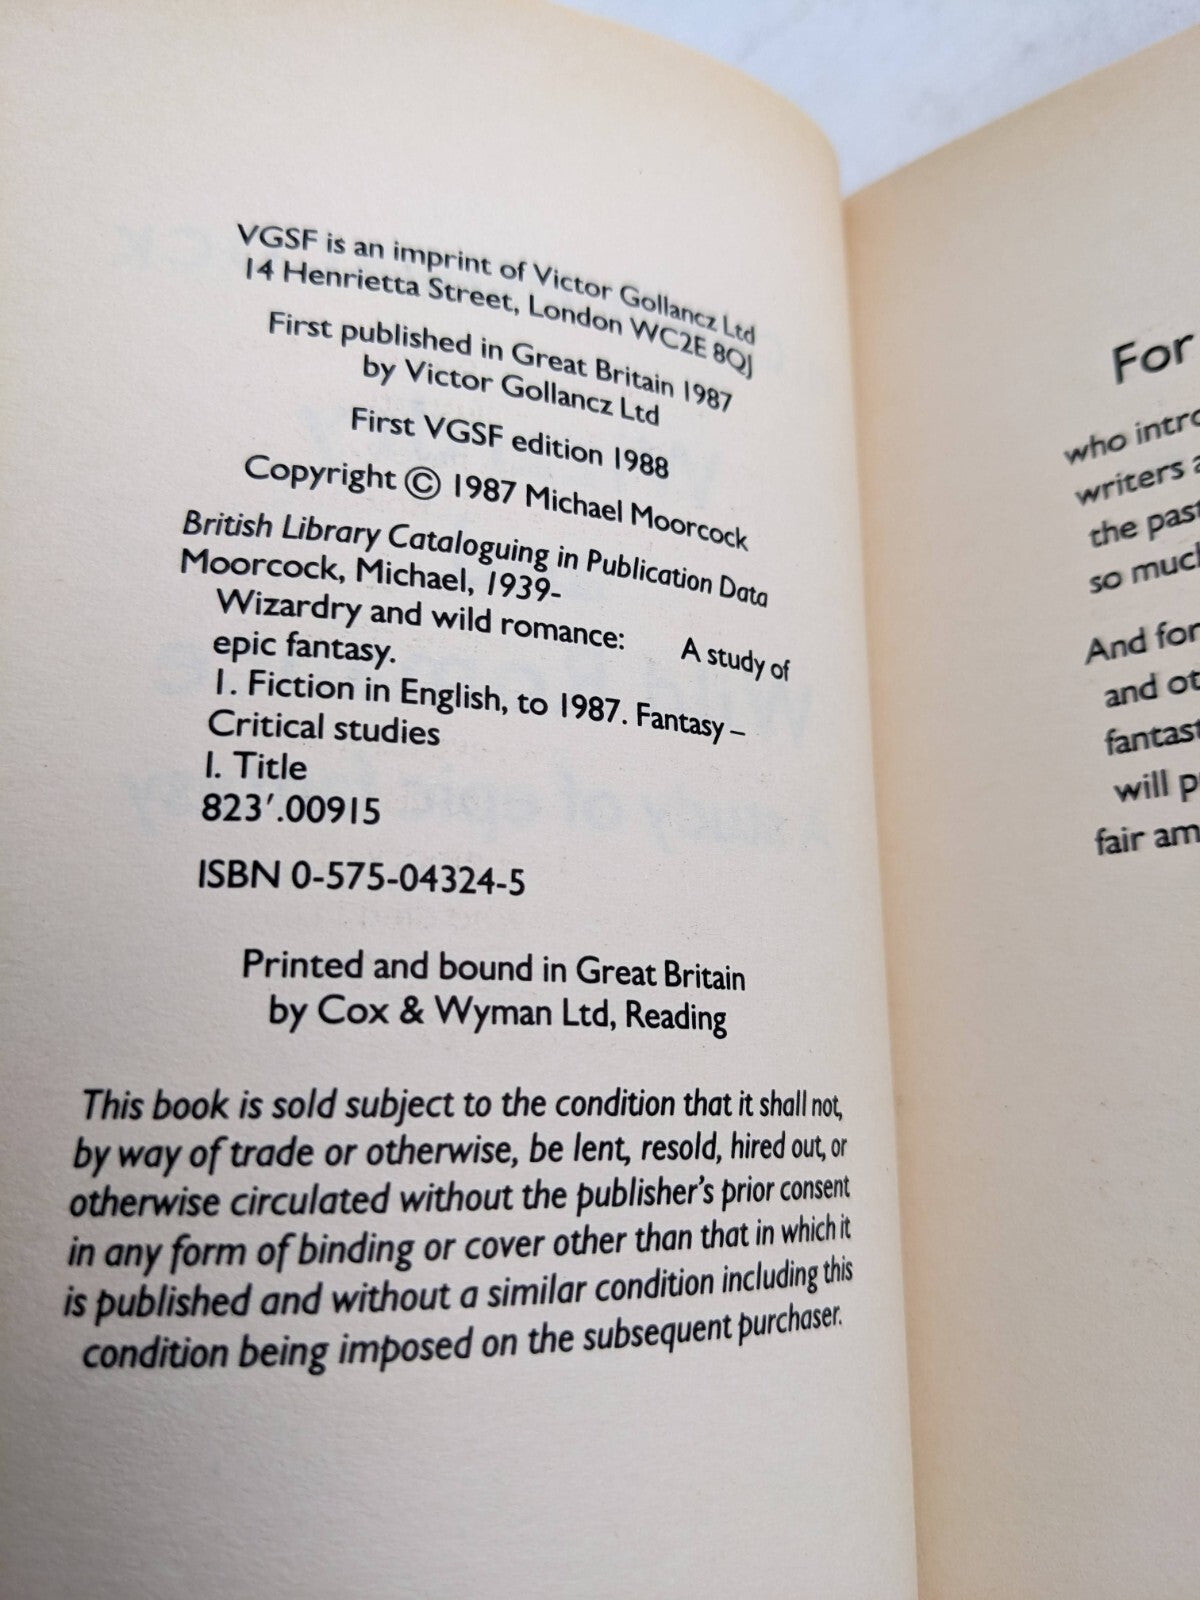 VGSF is an imprint of Victor Gollancz Ltd
14 Henrietta Street, London WC2E 8QJ
First published in Great Britain 1987
by Victor Gollancz Ltd
First VGSF edition 1988
Copyright © 1987 Michael Moorcock
British Library Cataloguing in Publication Data
Moorcock, Michael, 1939-
Wizardry and wild romance: A study of
epic fantasy.
1. Fiction in English, to 1987. Fantasy –
Critical studies
I. Title
823′.00915
ISBN 0-575-04324-5
Printed and bound in Great Britain
by Cox & Wyman Ltd, Reading
This book is sold subject to the condition that it shall not,
by way of trade or otherwise, be lent, resold, hired out, or
otherwise circulated without the publisher's prior consent
in any form of binding or cover other than that in which it
is published and without a similar condition including this
condition being imposed on the subsequent purchaser.
For
who intro
writers a
the past
so much
And for
and ot
fantast
will p
fair am